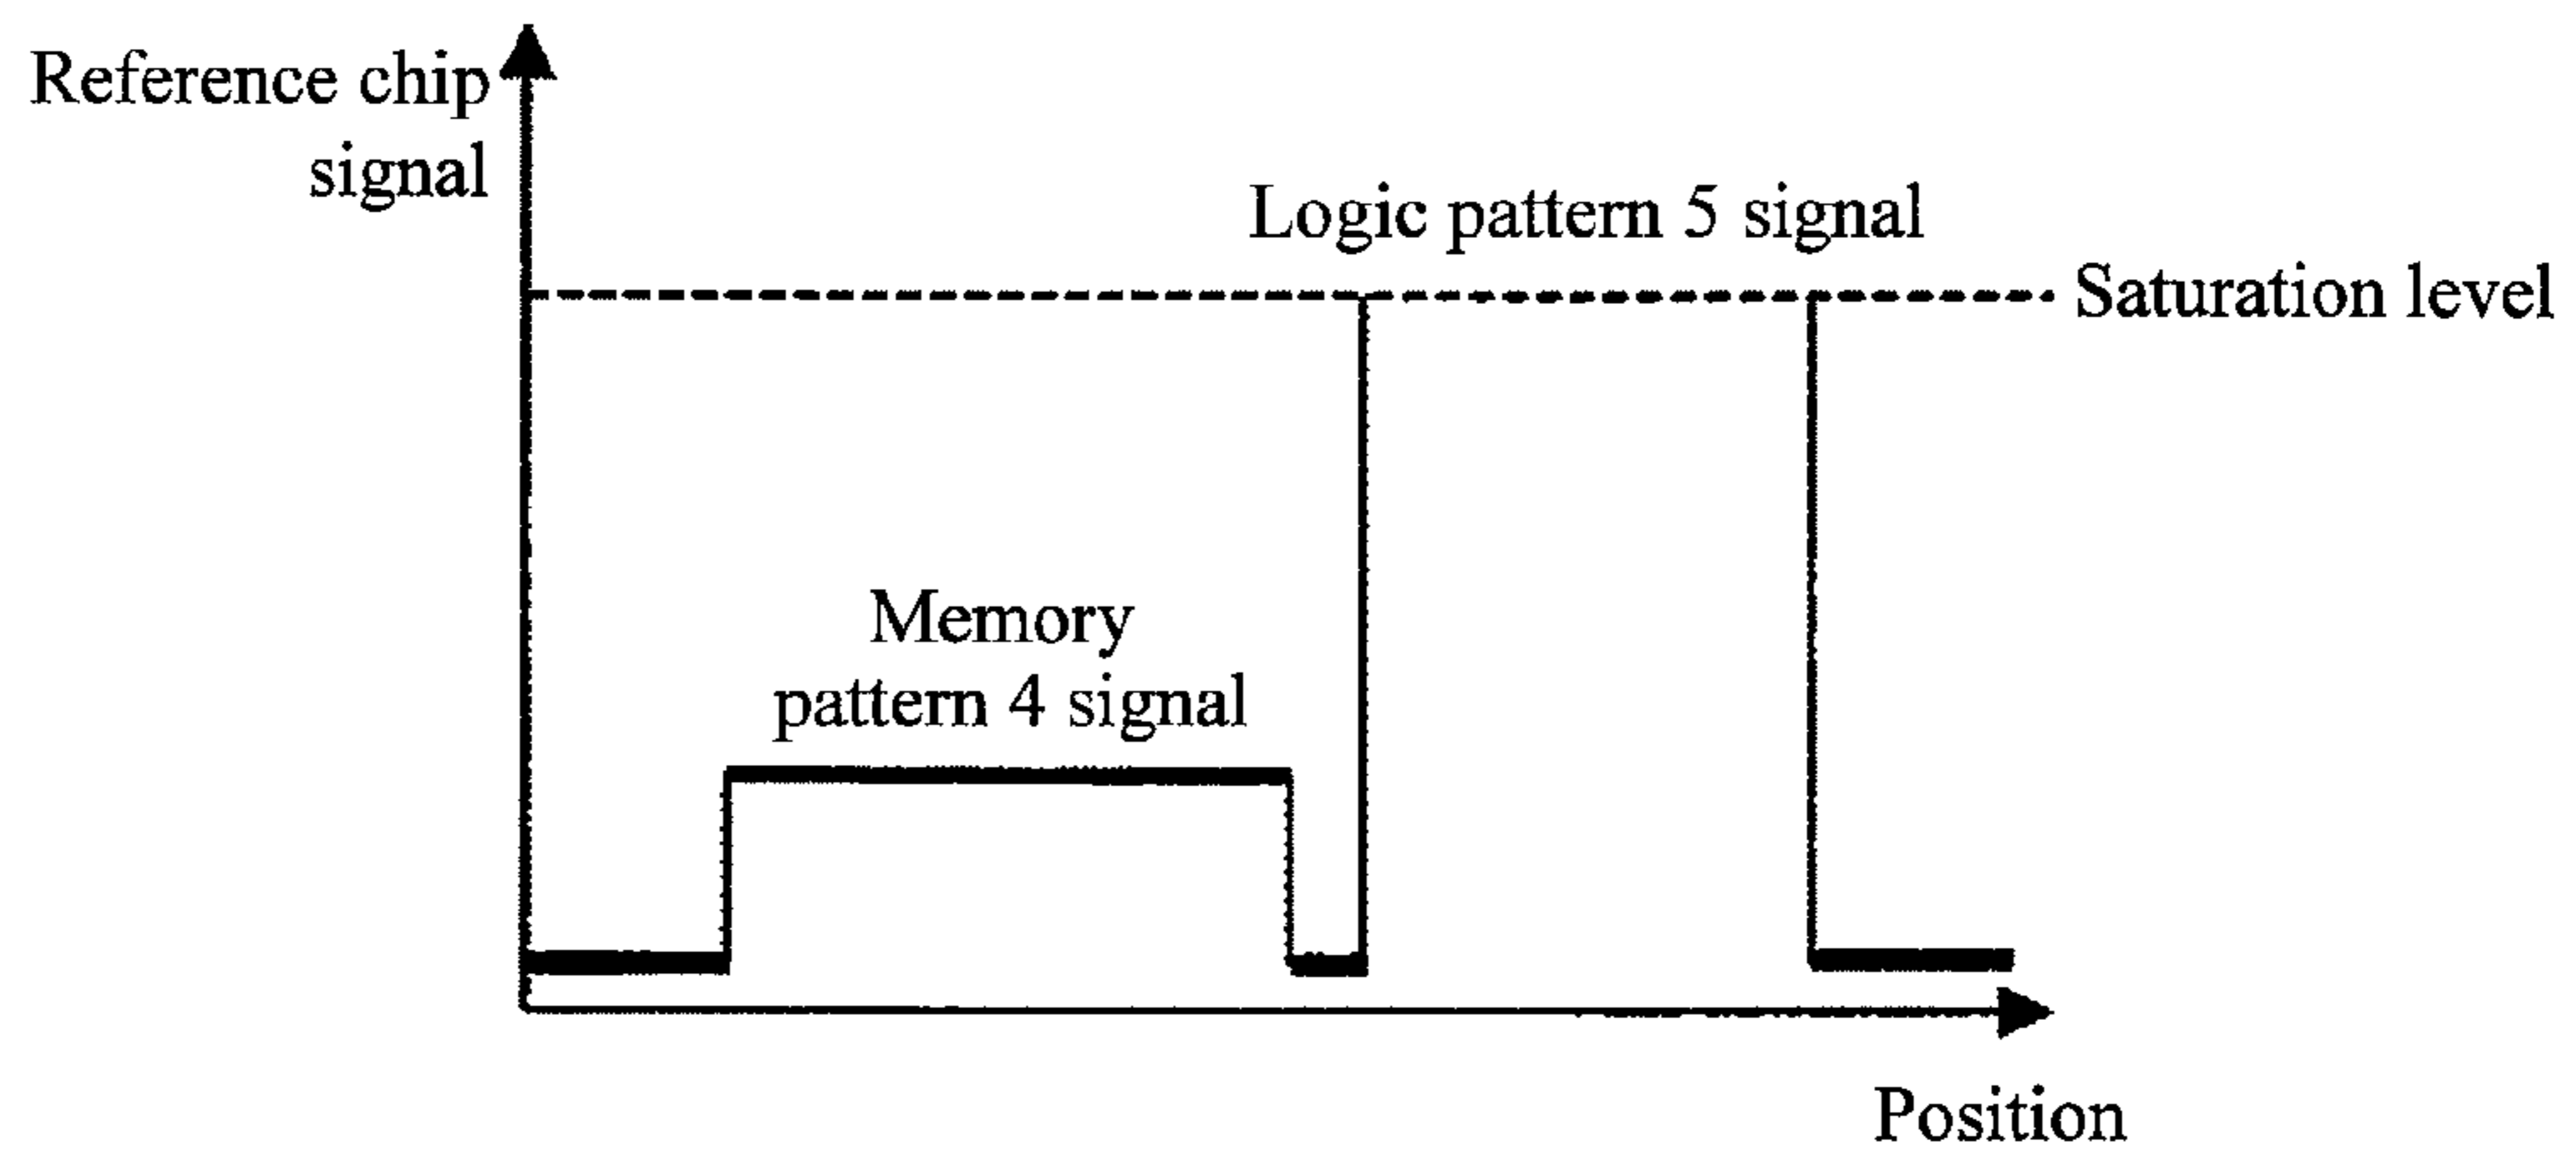 Reference chip
signal
Logic pattern 5 signal
Saturation level
Memory
pattern 4 signal
Position